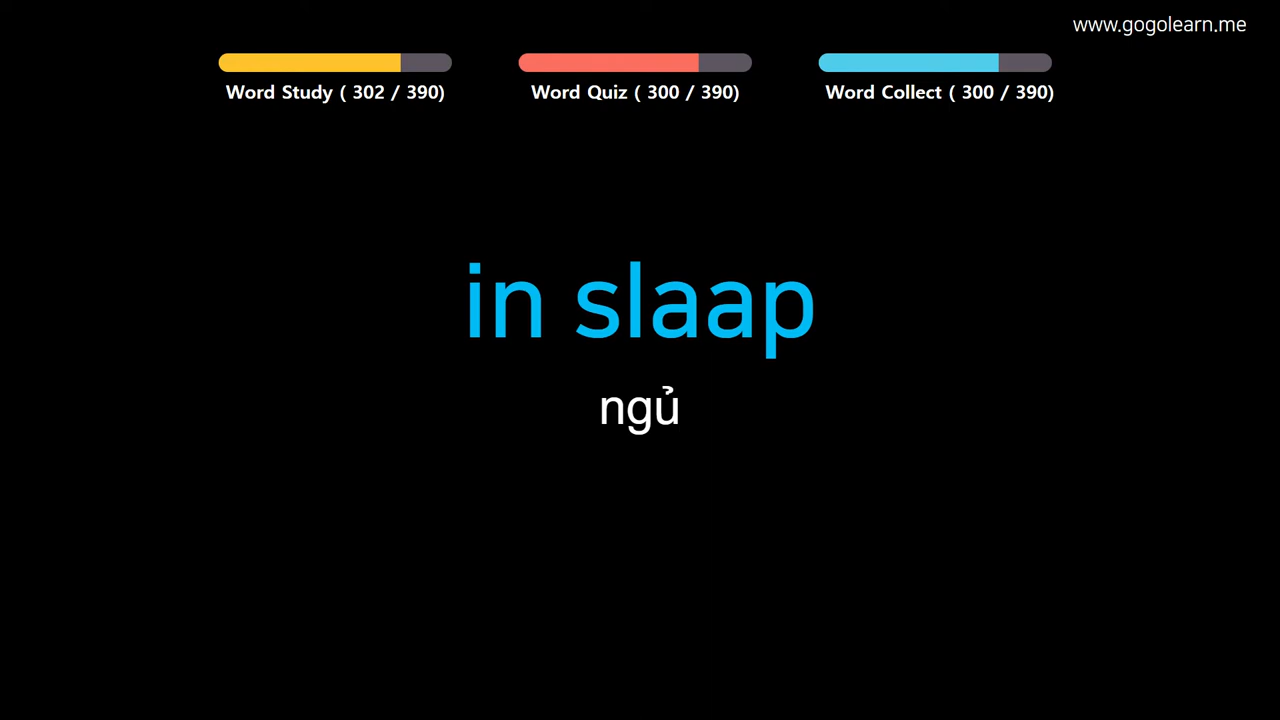 www.gogolearn.me
Word Study ( 302 / 390)
Word Quiz ( 300 / 390)
Word Collect ( 300 / 390)
in slaap
ngủ